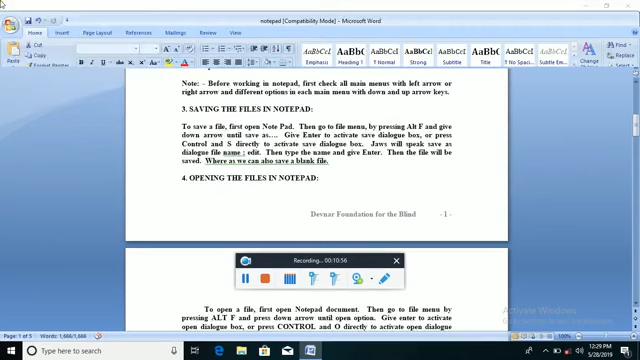 notepad [Compatibility Mode] - Microsoft Word
Home Insert Page Layout References Mailings Review View
Cut
Copy
Format Painter
Paste
AaBbCcI AaBbC AaBbCcI AaBbCcI AaBbCcI AaBbC AaBbCcI AaBbCcI
Emphasis Heading 1 ¶ Normal Strong Subtitle Title ¶ No Spaci... Subtle Em...
Change
Styles
Find
Replace
Select
Note: - Before working in notepad, first check all main menus with left arrow or
right arrow and different options in each main menu with down and up arrow keys.
3. SAVING THE FILES IN NOTEPAD:
To save a file, first open Note Pad. Then go to file menu, by pressing Alt F and give
down arrow until save as…. Give Enter to activate save dialogue box, or press
Control and S directly to activate save dialogue box. Jaws will speak save as
dialogue file name : edit. Then type the name and give Enter. Then the file will be
saved. Where as we can also save a blank file.
4. OPENING THE FILES IN NOTEPAD:
Devnar Foundation for the Blind - 1
Recording... 00:10:56
To open a file, first open Notepad document. Then go to file menu by
pressing ALT F and press down arrow until open option. Give enter to activate
open dialogue box, or press CONTROL and O directly to activate open dialogue
Activate Windows
Page: 1 of 5 Words: 1,666/1,666 100%
Type here to search
12:29 PM
5/28/2019